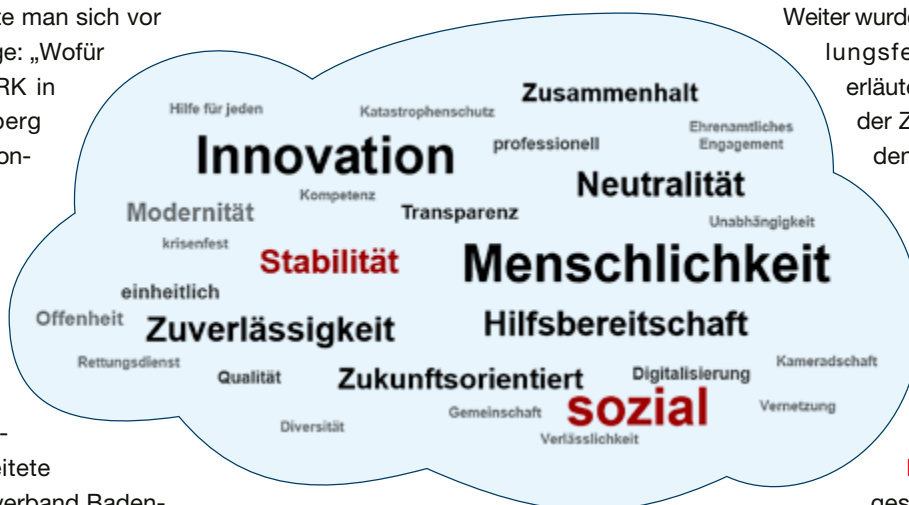 te man sich vor
ge: „Wofür
RK in
berg
on-
Zusammenhalt
Hilfe für jeden
Katastrophenschutz
Ehrenamtliches
Engagement
professionell
Innovation
Neutralität
Kompetenz
Modernität
Transparenz
Unabhängigkeit
krisenfest
Stabilität
Menschlichkeit
einheitlich
Offenheit
Zuverlässigkeit
Hilfsbereitschaft
Rettungsdienst
Qualität
Zukunftsorientiert
Digitalisierung
Kameradschaft
Gemeinschaft
sozial
Vernetzung
Diversität
Verlässlichkeit
-
eitete
verband Baden-
Weiter wurde
lungsfe
erläute
der Z
den
ges